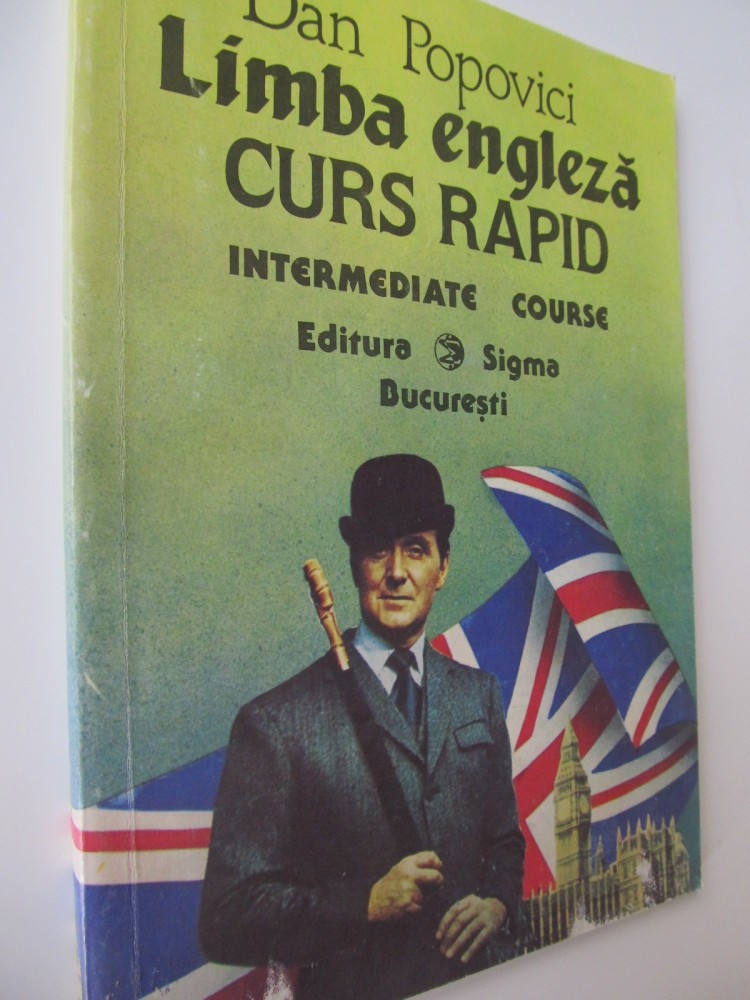 Dan Popovici
Limba engleză
CURS RAPID
INTERMEDIATE COURSE
Editura Sigma
București